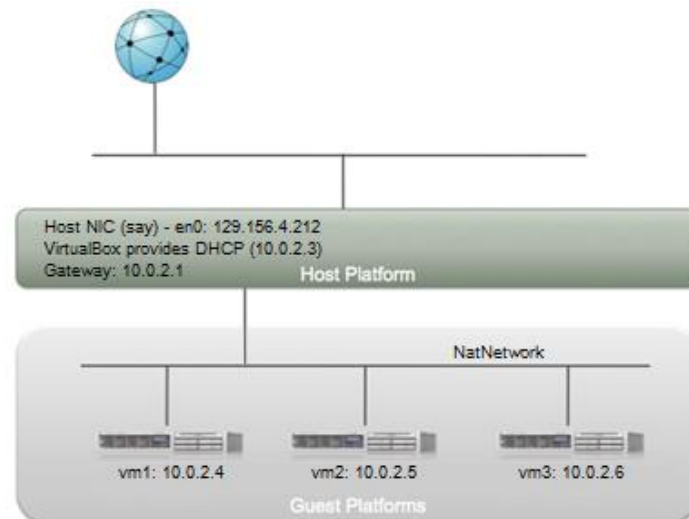 Host NIC (say) - en0: 129.156.4.212
VirtualBox provides DHCP (10.0.2.3)
Gateway: 10.0.2.1
Host Platform
NatNetwork
vm1: 10.0.2.4
vm2: 10.0.2.5
vm3: 10.0.2.6
Guest Platforms